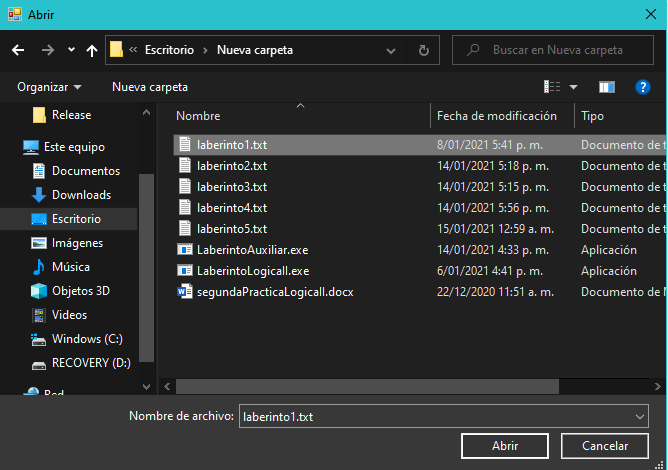 Abrir
Escritorio Nueva carpeta
Buscar en Nueva carpeta
Organizar Nueva carpeta
Release
Este equipo
Documentos
Downloads
Escritorio
Imágenes
Música
Objetos 3D
Videos
Windows (C:)
RECOVERY (D:)
Red
Nombre Fecha de modificación Tipo
laberinto1.txt 8/01/2021 5:41 p. m. Documento de t
laberinto2.txt 14/01/2021 5:18 p. m. Documento de t
laberinto3.txt 14/01/2021 5:15 p. m. Documento de t
laberinto4.txt 14/01/2021 5:56 p. m. Documento de t
laberinto5.txt 15/01/2021 12:59 a. m. Documento de t
LaberintoAuxiliar.exe 14/01/2021 4:33 p. m. Aplicación
LaberintoLogicaII.exe 6/01/2021 4:41 p. m. Aplicación
segundaPracticaLogicaII.docx 22/12/2020 11:51 a. m. Documento de M
Nombre de archivo: laberinto1.txt
Abrir Cancelar